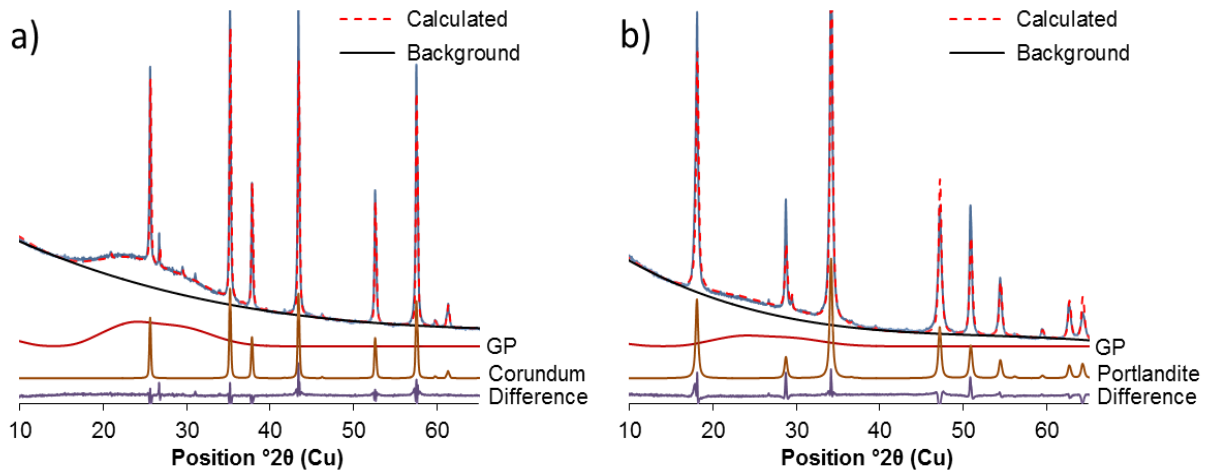 a)
Calculated
Background
GP
Corundum
Difference
10 20 30 40 50 60
Position °2θ (Cu)
b)
Calculated
Background
GP
Portlandite
Difference
10 20 30 40 50 60
Position °2θ (Cu)